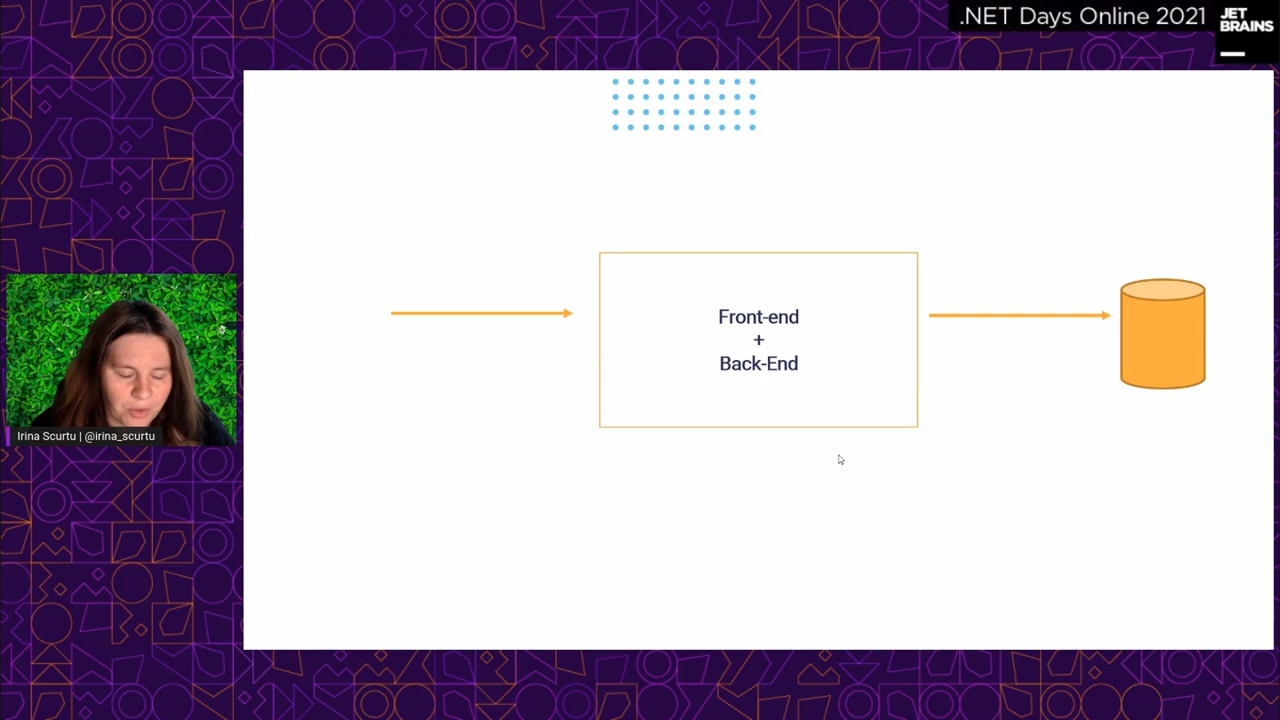 .NET Days Online 2021
JET
BRAINS
Front-end
+
Back-End
Irina Scurtu | @irina_scurtu